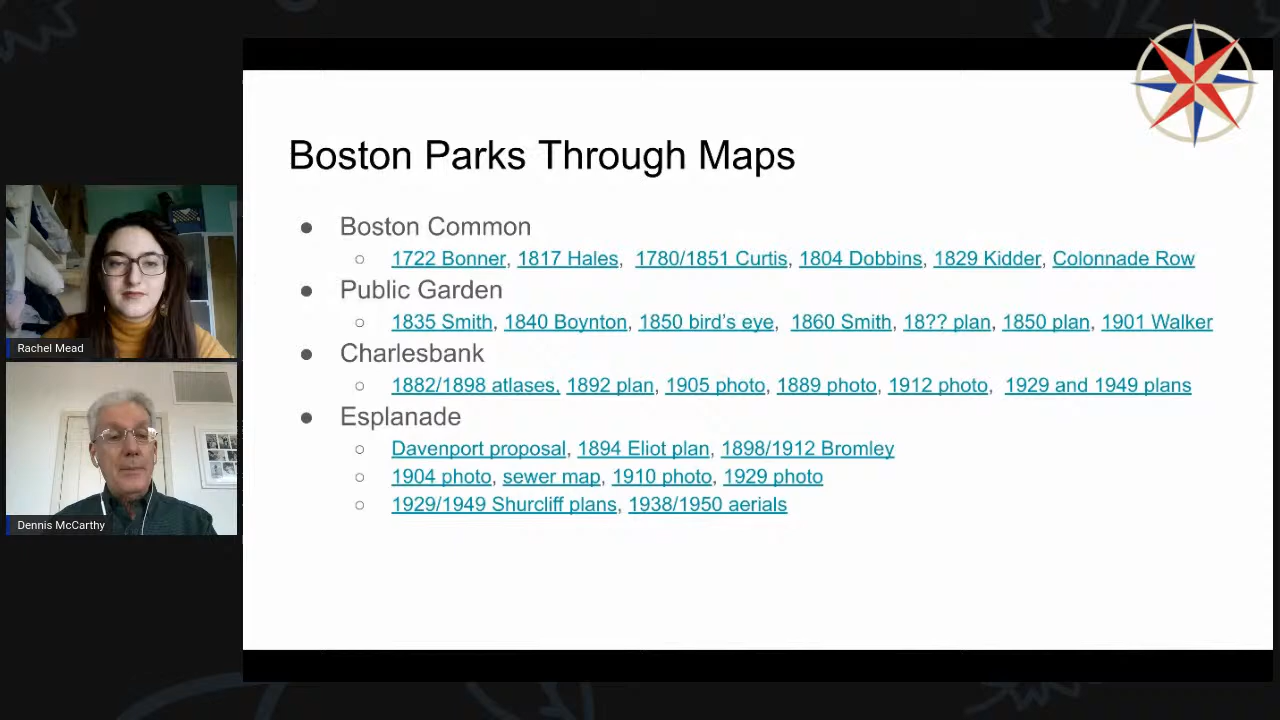 Boston Parks Through Maps
● Boston Common
○ 1722 Bonner, 1817 Hales, 1780/1851 Curtis, 1804 Dobbins, 1829 Kidder, Colonnade Row
● Public Garden
○ 1835 Smith, 1840 Boynton, 1850 bird's eye, 1860 Smith, 18?? plan, 1850 plan, 1901 Walker
● Charlesbank
○ 1882/1898 atlases, 1892 plan, 1905 photo, 1889 photo, 1912 photo, 1929 and 1949 plans
● Esplanade
○ Davenport proposal, 1894 Eliot plan, 1898/1912 Bromley
○ 1904 photo, sewer map, 1910 photo, 1929 photo
○ 1929/1949 Shurcliff plans, 1938/1950 aerials
Rachel Mead
Dennis McCarthy